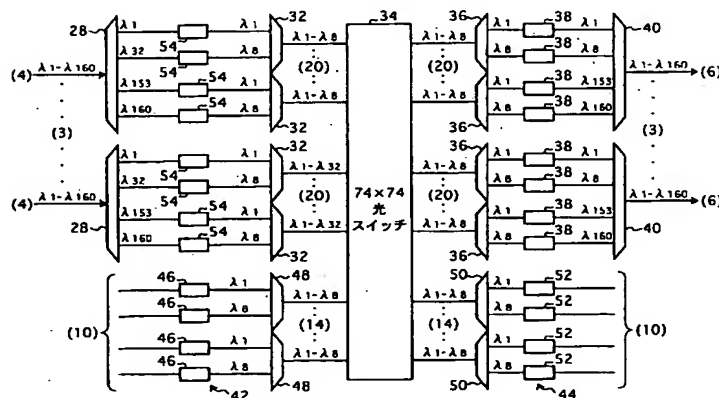 28 λ1 54 λ1 32 34 36 λ1 38 λ1 40
λ32 54 λ8 λ1-λ8 λ1-λ8 λ8 38 λ8
(4) λ1-λ160 (20) (20) λ1-λ160 (6)
λ153 54 λ1 λ1 38 λ153
λ160 54 λ8 λ1-λ8 λ1-λ8 λ8 38 λ160
(3) 32 36 (3)
λ1 λ1 32 36 λ1 38 λ1
54 λ32 54 λ8 λ1-λ32 λ1-λ8 λ8 38 λ8
(4) λ1-λ160 (20) 74×74 (20) λ1-λ160 (6)
28 λ153 54 λ1 光 λ1 38 λ153 40
λ160 54 λ8 λ1-λ32 スイッチ λ1-λ8 λ8 38 λ160
32 36
46 λ1 48 50 λ1 52
46 λ8 λ1-λ8 λ1-λ8 λ8 52
(10) (14) (14) (10)
46 λ1 λ1 52
46 λ8 λ1-λ8 λ1-λ8 λ8 52
42 48 50 44